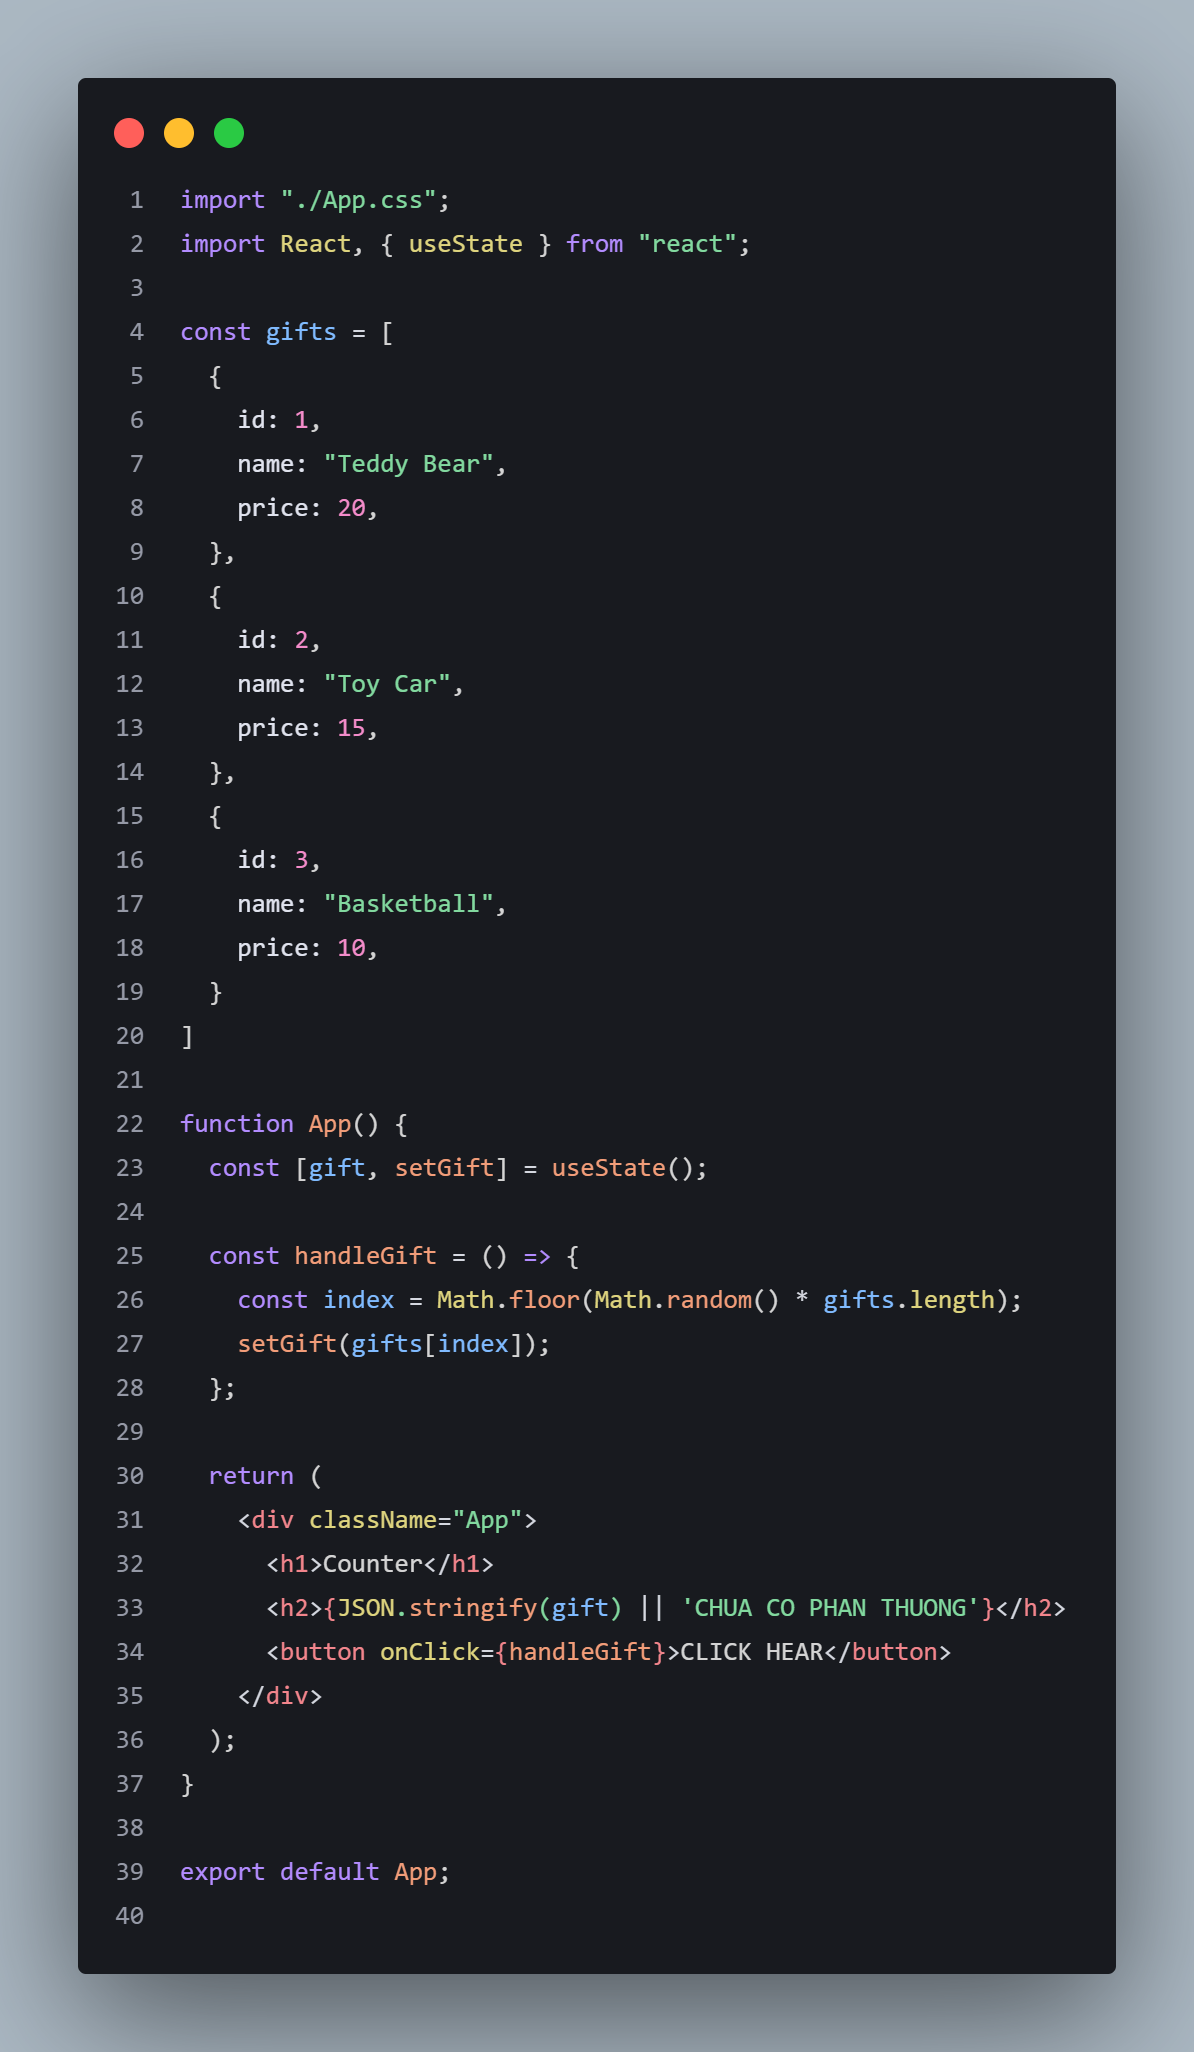 1 import "./App.css";
2 import React, { useState } from "react";
3
4 const gifts = [
5   {
6     id: 1,
7     name: "Teddy Bear",
8     price: 20,
9   },
10   {
11     id: 2,
12     name: "Toy Car",
13     price: 15,
14   },
15   {
16     id: 3,
17     name: "Basketball",
18     price: 10,
19   }
20 ]
21
22 function App() {
23   const [gift, setGift] = useState();
24
25   const handleGift = () => {
26     const index = Math.floor(Math.random() * gifts.length);
27     setGift(gifts[index]);
28   };
29
30   return (
31     <div className="App">
32       <h1>Counter</h1>
33       <h2>{JSON.stringify(gift) || 'CHUA CO PHAN THUONG'}</h2>
34       <button onClick={handleGift}>CLICK HEAR</button>
35     </div>
36   );
37 }
38
39 export default App;
40